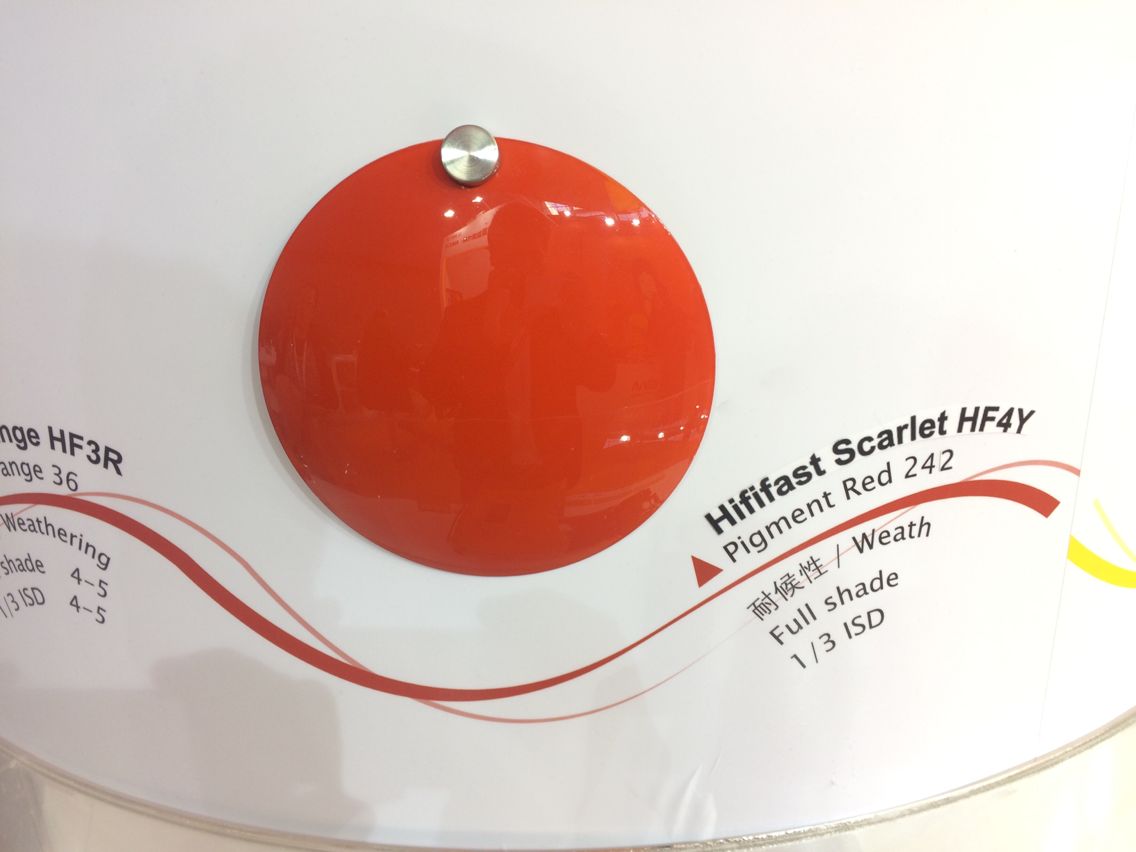 nge HF3R
ange 36
Weathering
shade 4-5
1/3 ISD 4-5
Hififast Scarlet HF4Y
Pigment Red 242
耐候性 / Weath
Full shade
1/3 ISD